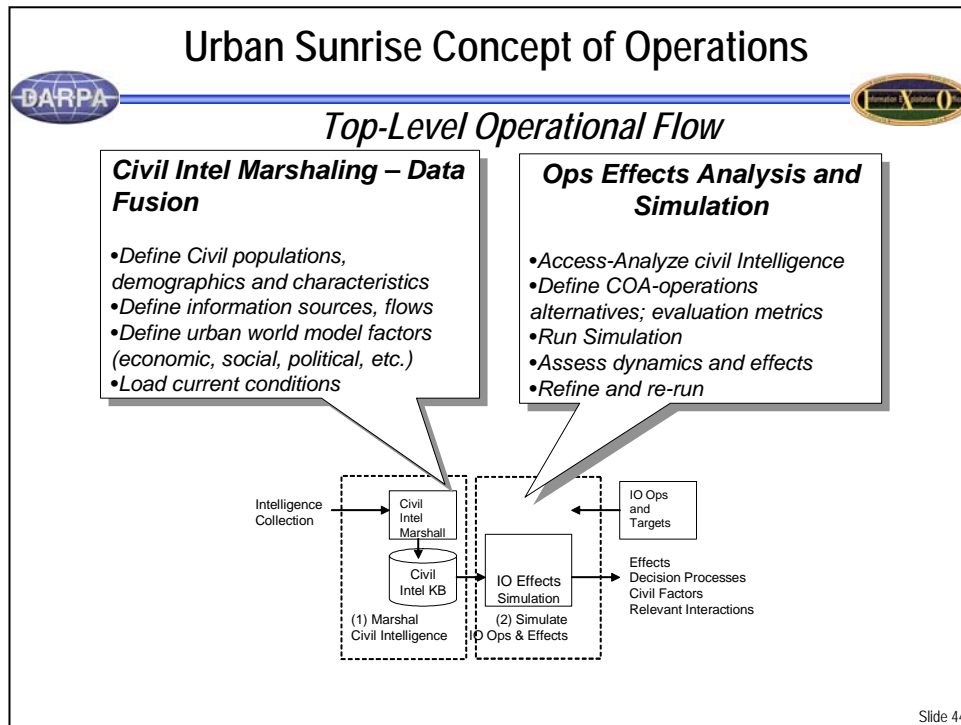 Urban Sunrise Concept of Operations
DARPA
Information Exploitation Office
Top-Level Operational Flow
Civil Intel Marshaling – Data
Fusion
•Define Civil populations,
demographics and characteristics
•Define information sources, flows
•Define urban world model factors
(economic, social, political, etc.)
•Load current conditions
Ops Effects Analysis and
Simulation
•Access-Analyze civil Intelligence
•Define COA-operations
alternatives; evaluation metrics
•Run Simulation
•Assess dynamics and effects
•Refine and re-run
Intelligence
Collection
Civil
Intel
Marshall
Civil
Intel KB
(1) Marshal
Civil Intelligence
IO Effects
Simulation
(2) Simulate
IO Ops & Effects
IO Ops
and
Targets
Effects
Decision Processes
Civil Factors
Relevant Interactions